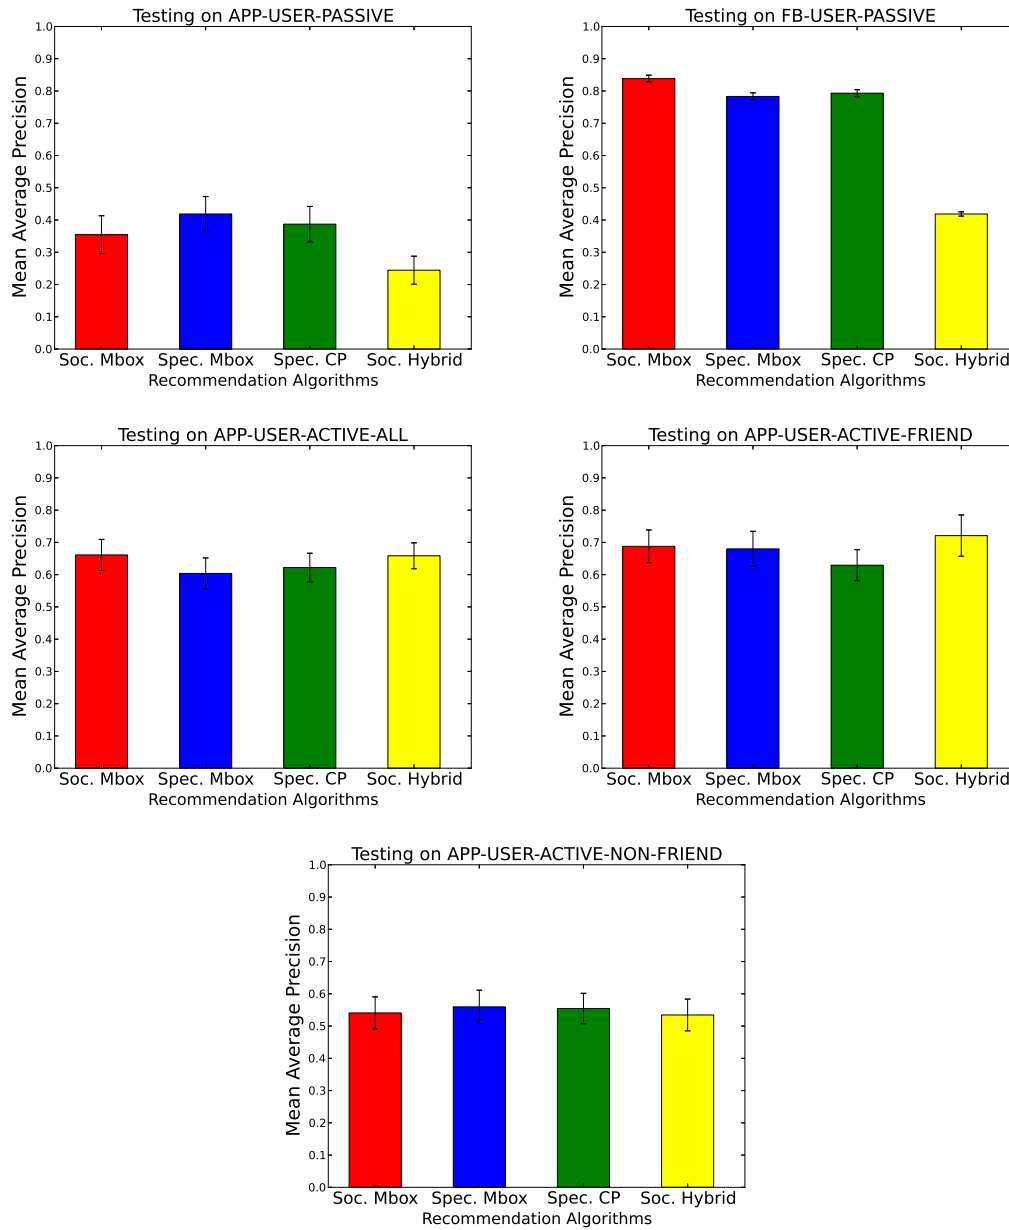 Testing on APP-USER-PASSIVE
1.0
0.9
0.8
0.7
0.6
0.5
0.4
0.3
0.2
0.1
0.0
Mean Average Precision
Soc. Mbox Spec. Mbox Spec. CP Soc. Hybrid
Recommendation Algorithms
Testing on FB-USER-PASSIVE
1.0
0.9
0.8
0.7
0.6
0.5
0.4
0.3
0.2
0.1
0.0
Mean Average Precision
Soc. Mbox Spec. Mbox Spec. CP Soc. Hybrid
Recommendation Algorithms
Testing on APP-USER-ACTIVE-ALL
1.0
0.9
0.8
0.7
0.6
0.5
0.4
0.3
0.2
0.1
0.0
Mean Average Precision
Soc. Mbox Spec. Mbox Spec. CP Soc. Hybrid
Recommendation Algorithms
Testing on APP-USER-ACTIVE-FRIEND
1.0
0.9
0.8
0.7
0.6
0.5
0.4
0.3
0.2
0.1
0.0
Mean Average Precision
Soc. Mbox Spec. Mbox Spec. CP Soc. Hybrid
Recommendation Algorithms
Testing on APP-USER-ACTIVE-NON-FRIEND
1.0
0.9
0.8
0.7
0.6
0.5
0.4
0.3
0.2
0.1
0.0
Mean Average Precision
Soc. Mbox Spec. Mbox Spec. CP Soc. Hybrid
Recommendation Algorithms